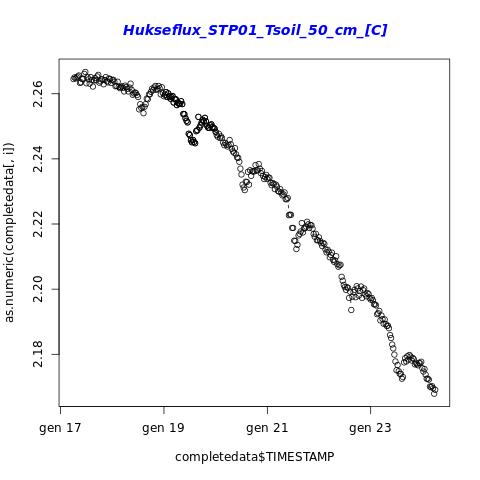 Hukseflux_STP01_Tsoil_50_cm_[C]
as.numeric(completedata[, i])
2.26
2.24
2.22
2.20
2.18
gen 17 gen 19 gen 21 gen 23
completedata$TIMESTAMP